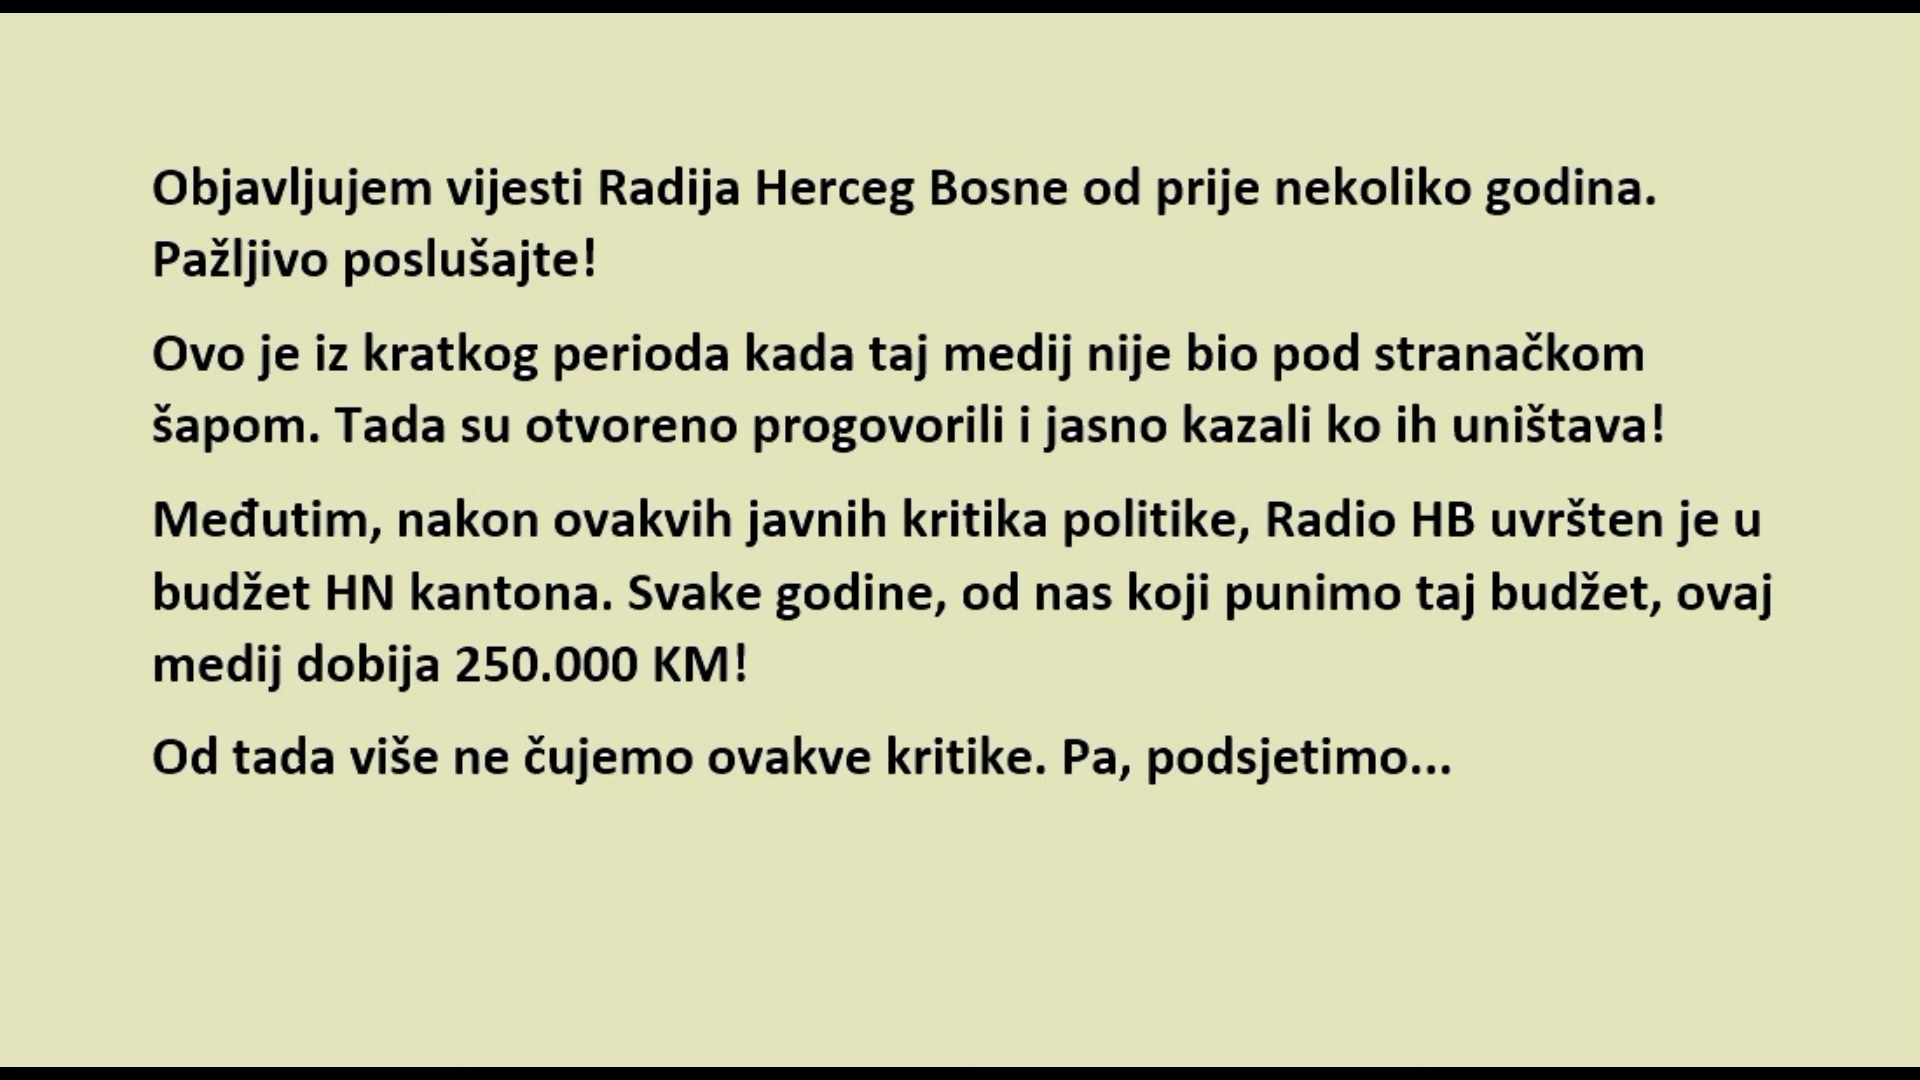 Objavljujem vijesti Radija Herceg Bosne od prije nekoliko godina.
Pažljivo poslušajte!
Ovo je iz kratkog perioda kada taj medij nije bio pod stranačkom
šapom. Tada su otvoreno progovorili i jasno kazali ko ih uništava!
Međutim, nakon ovakvih javnih kritika politike, Radio HB uvršten je u
budžet HN kantona. Svake godine, od nas koji punimo taj budžet, ovaj
medij dobija 250.000 KM!
Od tada više ne čujemo ovakve kritike. Pa, podsjetimo...